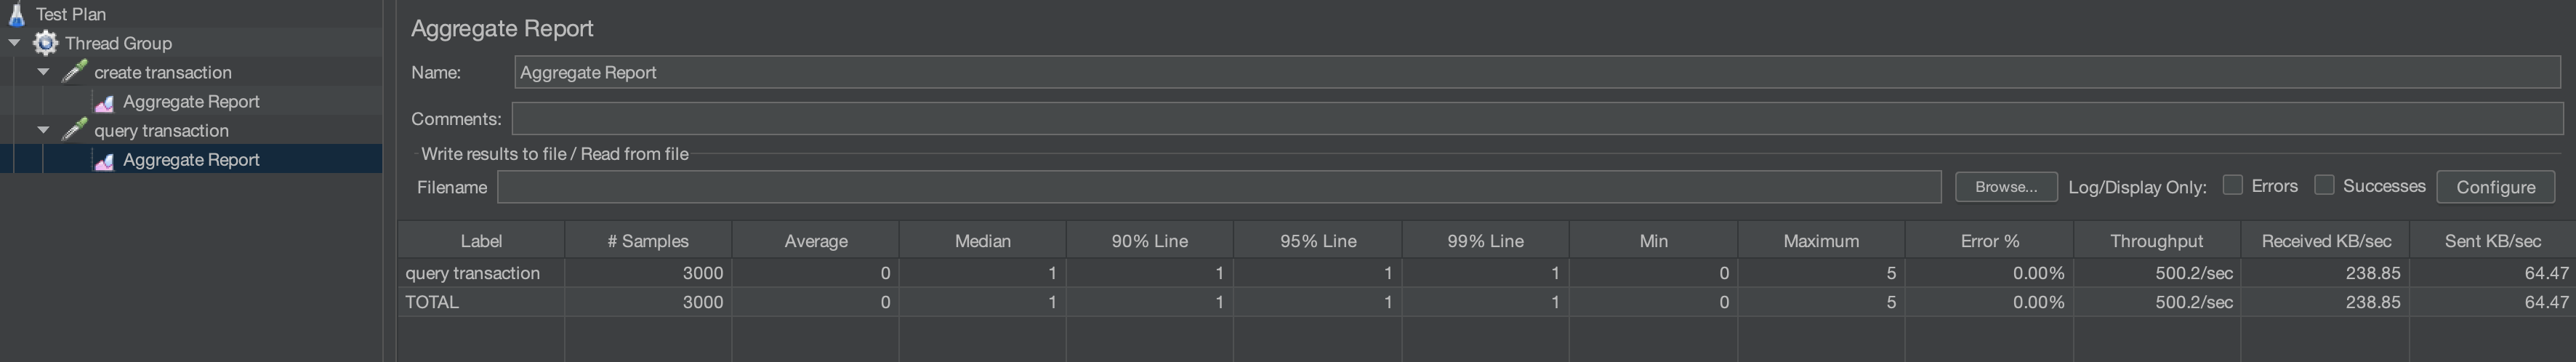 Test Plan
Thread Group
create transaction
Aggregate Report
query transaction
Aggregate Report
Aggregate Report
Name: Aggregate Report
Comments:
Write results to file / Read from file
Filename Browse... Log/Display Only: Errors Successes Configure
Label # Samples Average Median 90% Line 95% Line 99% Line Min Maximum Error % Throughput Received KB/sec Sent KB/sec
query transaction 3000 0 1 1 1 1 0 5 0.00% 500.2/sec 238.85 64.47
TOTAL 3000 0 1 1 1 1 0 5 0.00% 500.2/sec 238.85 64.47